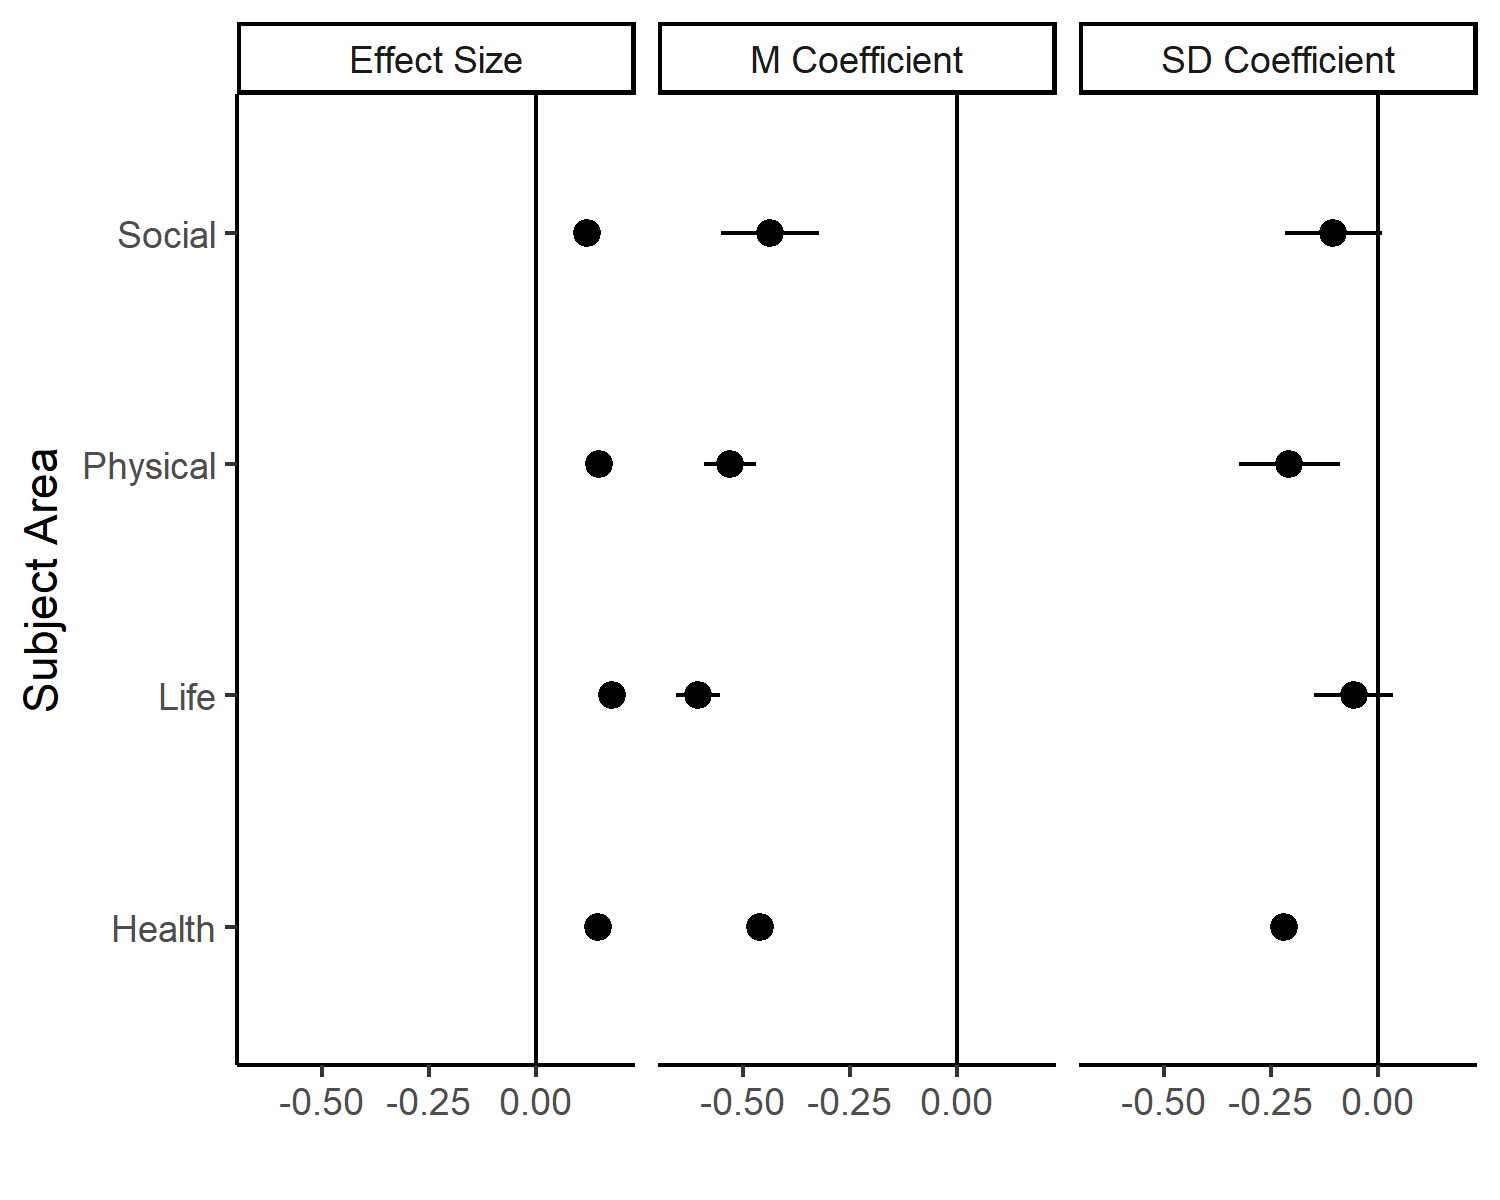 Effect Size M Coefficient SD Coefficient
Social
Physical
Life
Health
Subject Area
-0.50 -0.25 0.00 -0.50 -0.25 0.00 -0.50 -0.25 0.00